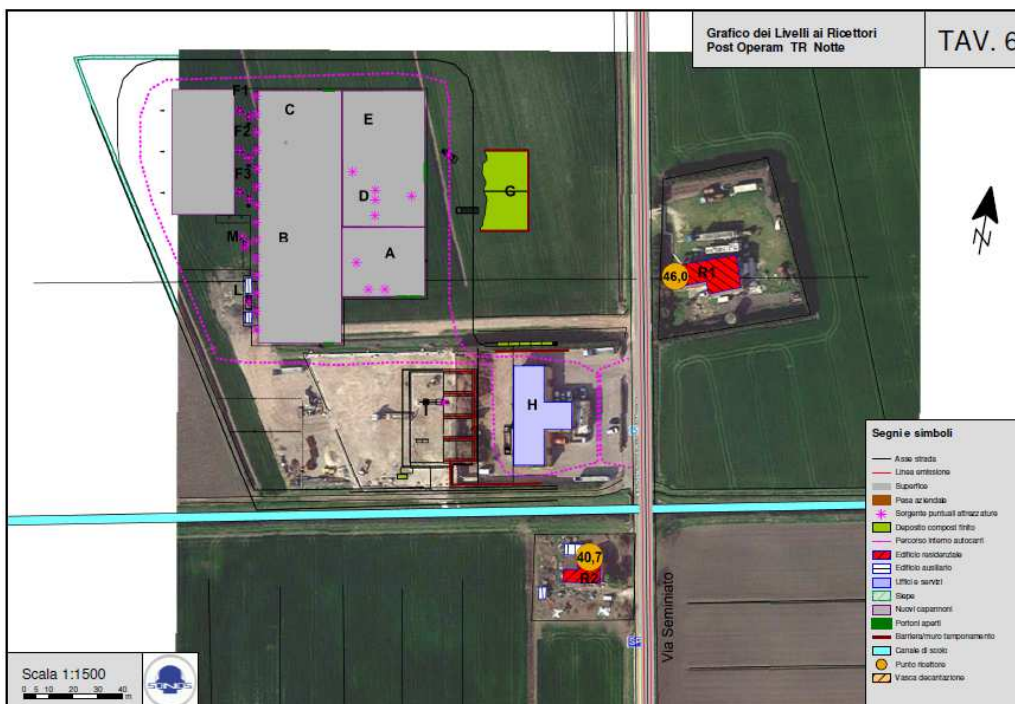 Grafico dei Livelli ai Ricettori
Post Operam TR Notte
TAV. 6
F1
C
F2
E
F3
D
G
M
B
A
46,0
R1
N
L
H
I
40,7
R2
Via Seminiato
Segni e simboli
Asse strada
Linea emissione
Superfice
Pesa aziendale
Sorgente puntuali attrezzature
Deposito compost finito
Percorso interno autocarri
Edificio residenziale
Edificio ausiliario
Uffici e servizi
Siepe
Nuovi capannoni
Portoni aperti
Barriera/muro tamponamento
Canale di scolo
Punto ricettore
Vasca decantazione
Scala 1:1500
0 5 10 20 30 40
m